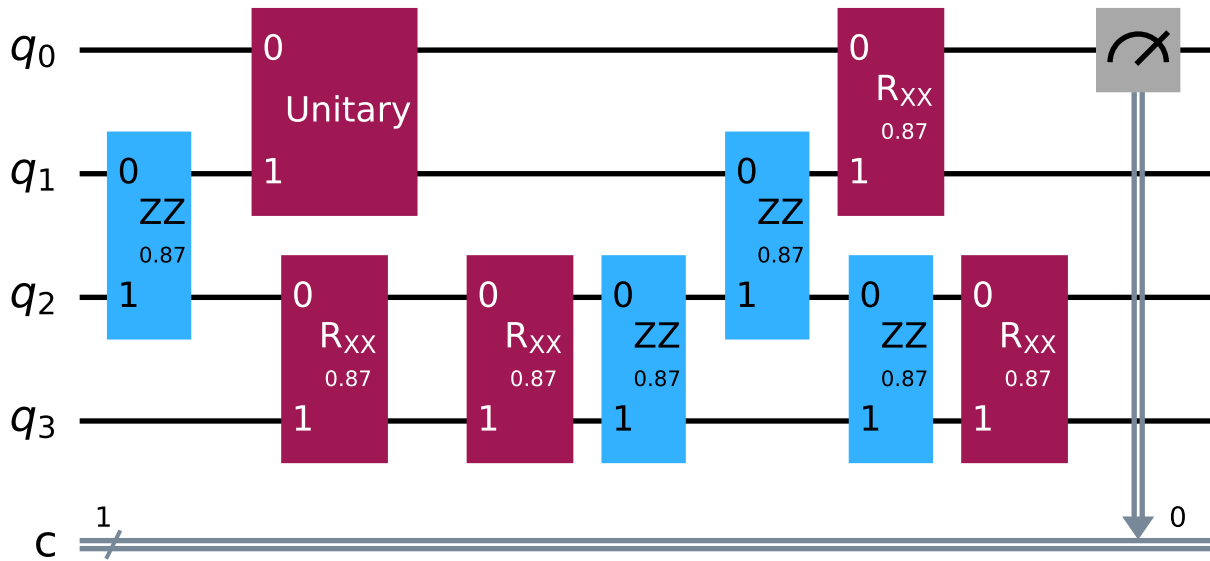 q0 0 0
Unitary RXX
0.87
q1 0 1 0 1
ZZ ZZ
0.87 0.87
q2 1 0 0 0 1 0 0
RXX RXX ZZ ZZ RXX
0.87 0.87 0.87 0.87 0.87
q3 1 1 1 1 1
1 0
c